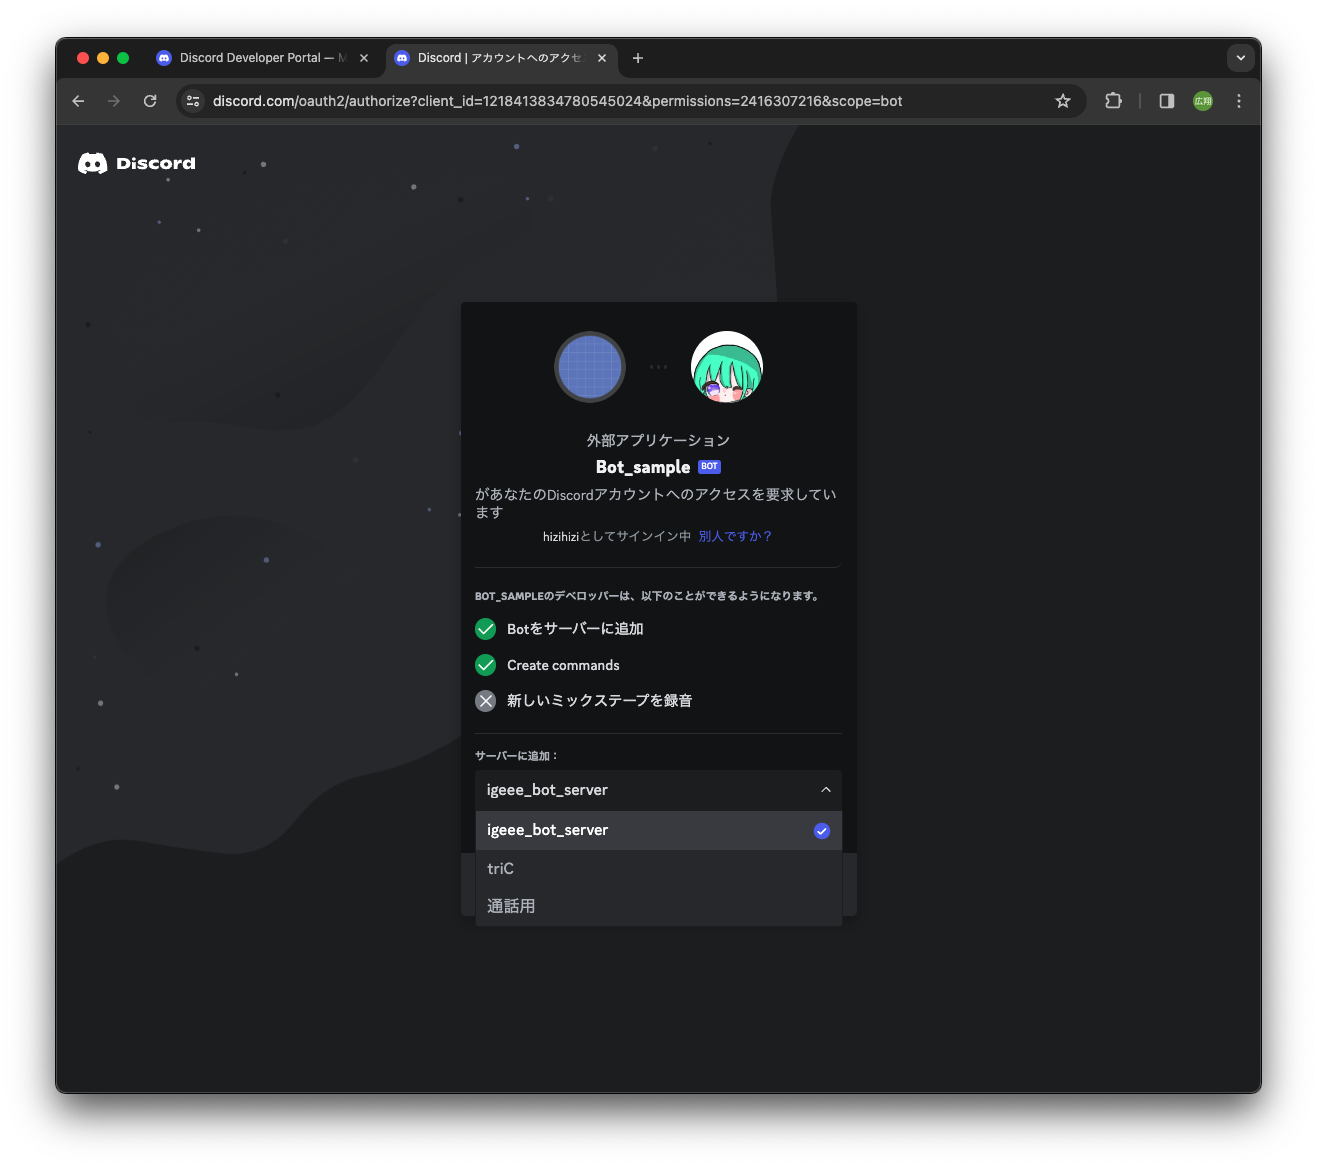 Discord Developer Portal — M
Discord | アカウントへのアクセ
discord.com/oauth2/authorize?client_id=1218413834780545024&permissions=2416307216&scope=bot
広翔
Discord
外部アプリケーション
Bot_sample BOT
があなたのDiscordアカウントへのアクセスを要求してい
ます
hizihiziとしてサインイン中 別人ですか？
BOT_SAMPLEのデベロッパーは、以下のことができるようになります。
Botをサーバーに追加
Create commands
新しいミックステープを録音
サーバーに追加：
igeee_bot_server
igeee_bot_server
triC
通話用